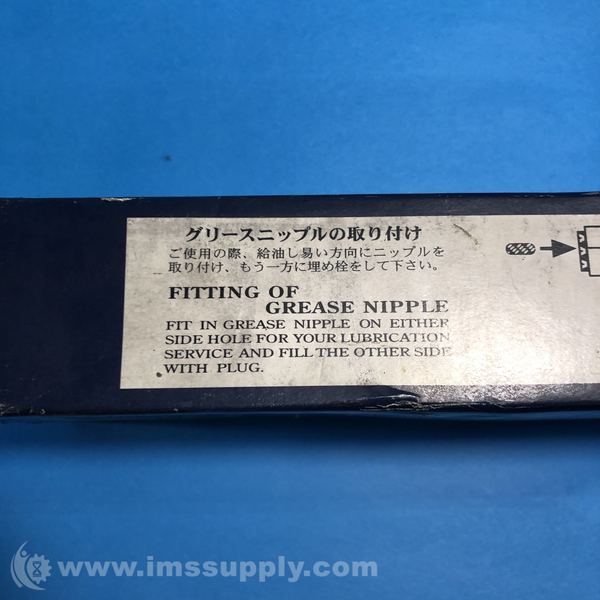 グリースニップルの取り付け
ご使用の際、給油し易い方向にニップルを
取り付け、もう一方に埋め栓をして下さい。
FITTING OF
GREASE NIPPLE
FIT IN GREASE NIPPLE ON EITHER
SIDE HOLE FOR YOUR LUBRICATION
SERVICE AND FILL THE OTHER SIDE
WITH PLUG.
www.imssupply.com